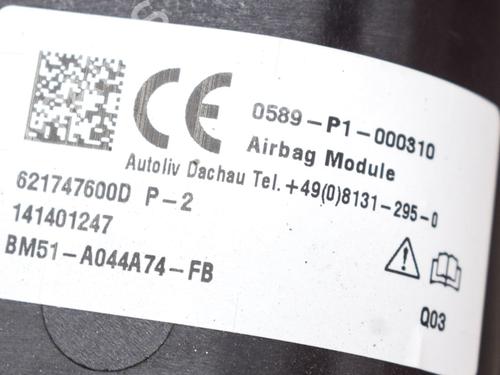 CE
0589-P1-000310
Airbag Module
Autoliv Dachau Tel. +49(0)8131-295-0
621747600D P-2
141401247
BM51-A044A74-FB
Q03